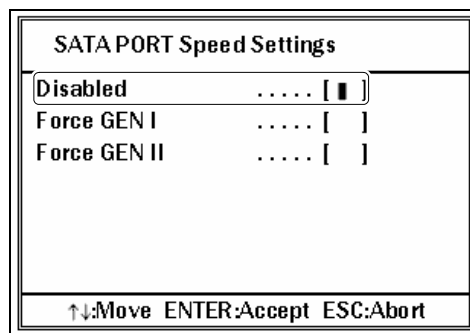 SATA PORT Speed Settings
Disabled ..... [▮ ]
Force GEN I ..... [ ]
Force GEN II ..... [ ]
↑↓:Move ENTER:Accept ESC:Abort